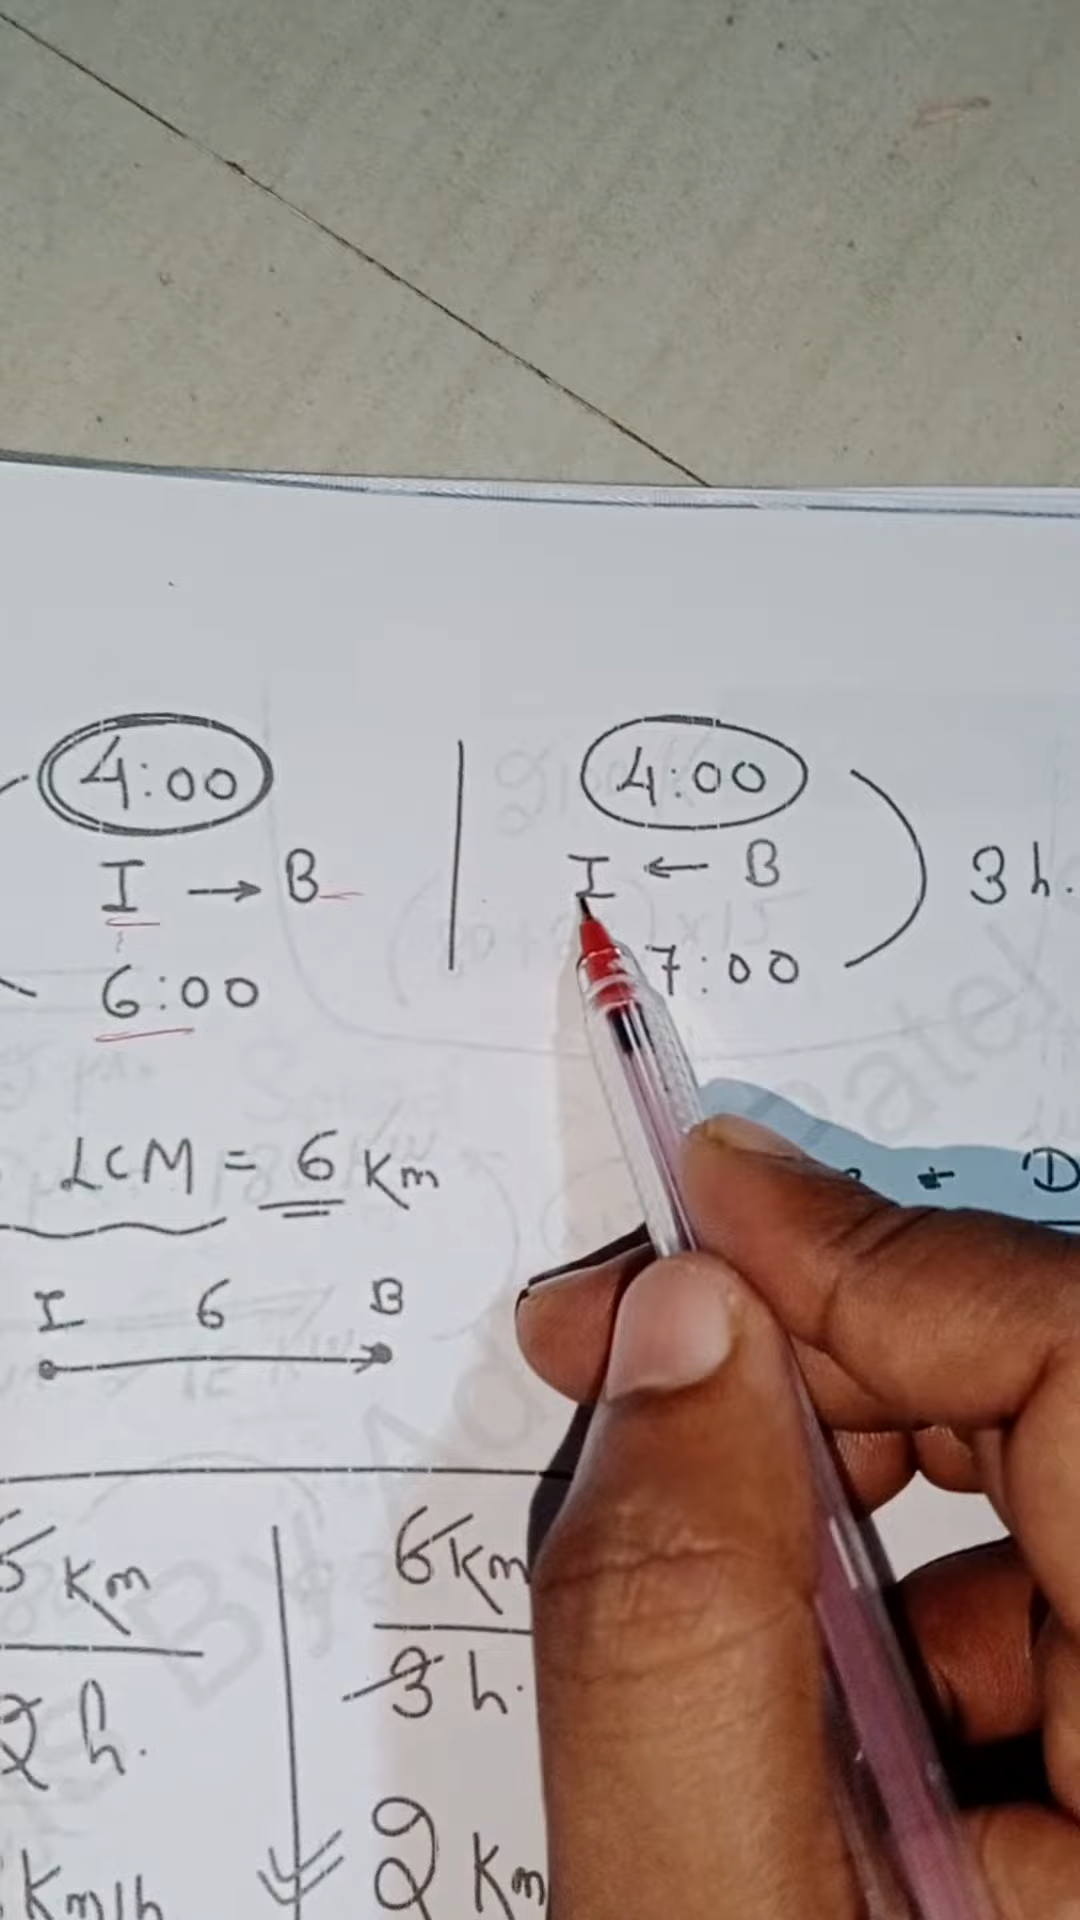 4:00 4:00
I → B I ← B 3 h.
6:00 7:00
LCM = 6 Km
+ D
I 6 B
Km 6 Km
2 h. 3 h.
Km/h 2 Km